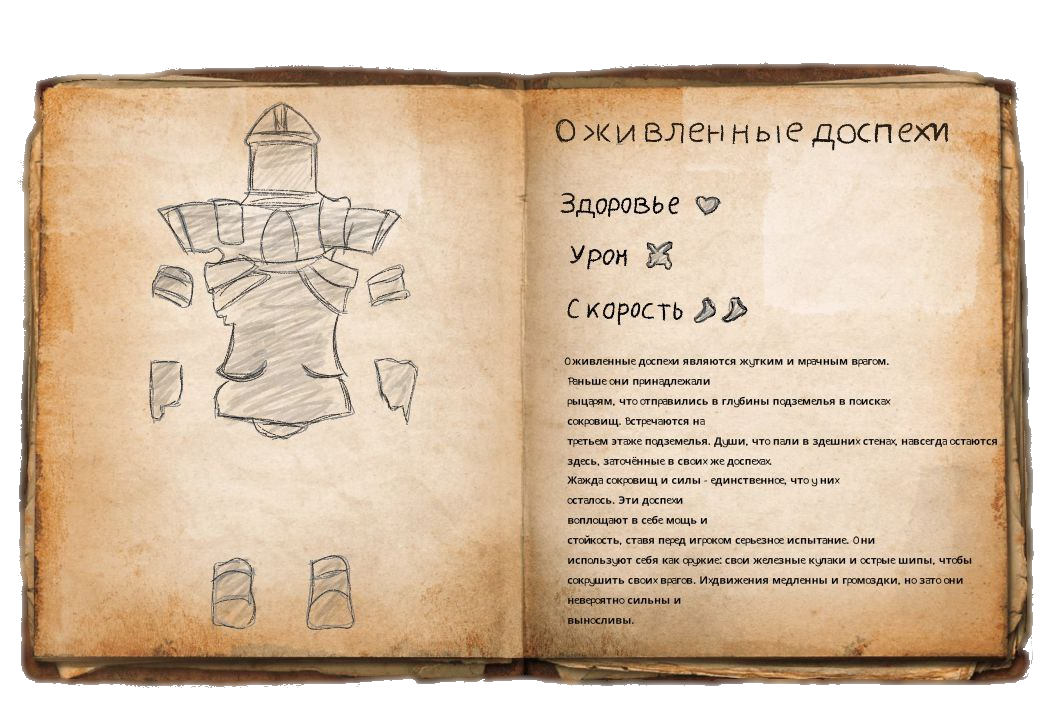 Оживленные доспехи
Здоровье
Урон
Скорость
Оживленные доспехи являются жутким и мрачным врагом.
Раньше они принадлежали
рыцарям, что отправились в глубины подземелья в поисках
сокровищ. Встречаются на
третьем этаже подземелья. Души, что пали в здешних стенах, навсегда остаются
здесь, заточённые в своих же доспехах.
Жажда сокровищ и силы - единственное, что у них
осталось. Эти доспехи
воплощают в себе мощь и
стойкость, ставя перед игроком серьезное испытание. Они
используют себя как оружие: свои железные кулаки и острые шипы, чтобы
сокрушить своих врагов. Ихдвижения медленны и громоздки, но зато они
невероятно сильны и
выносливы.